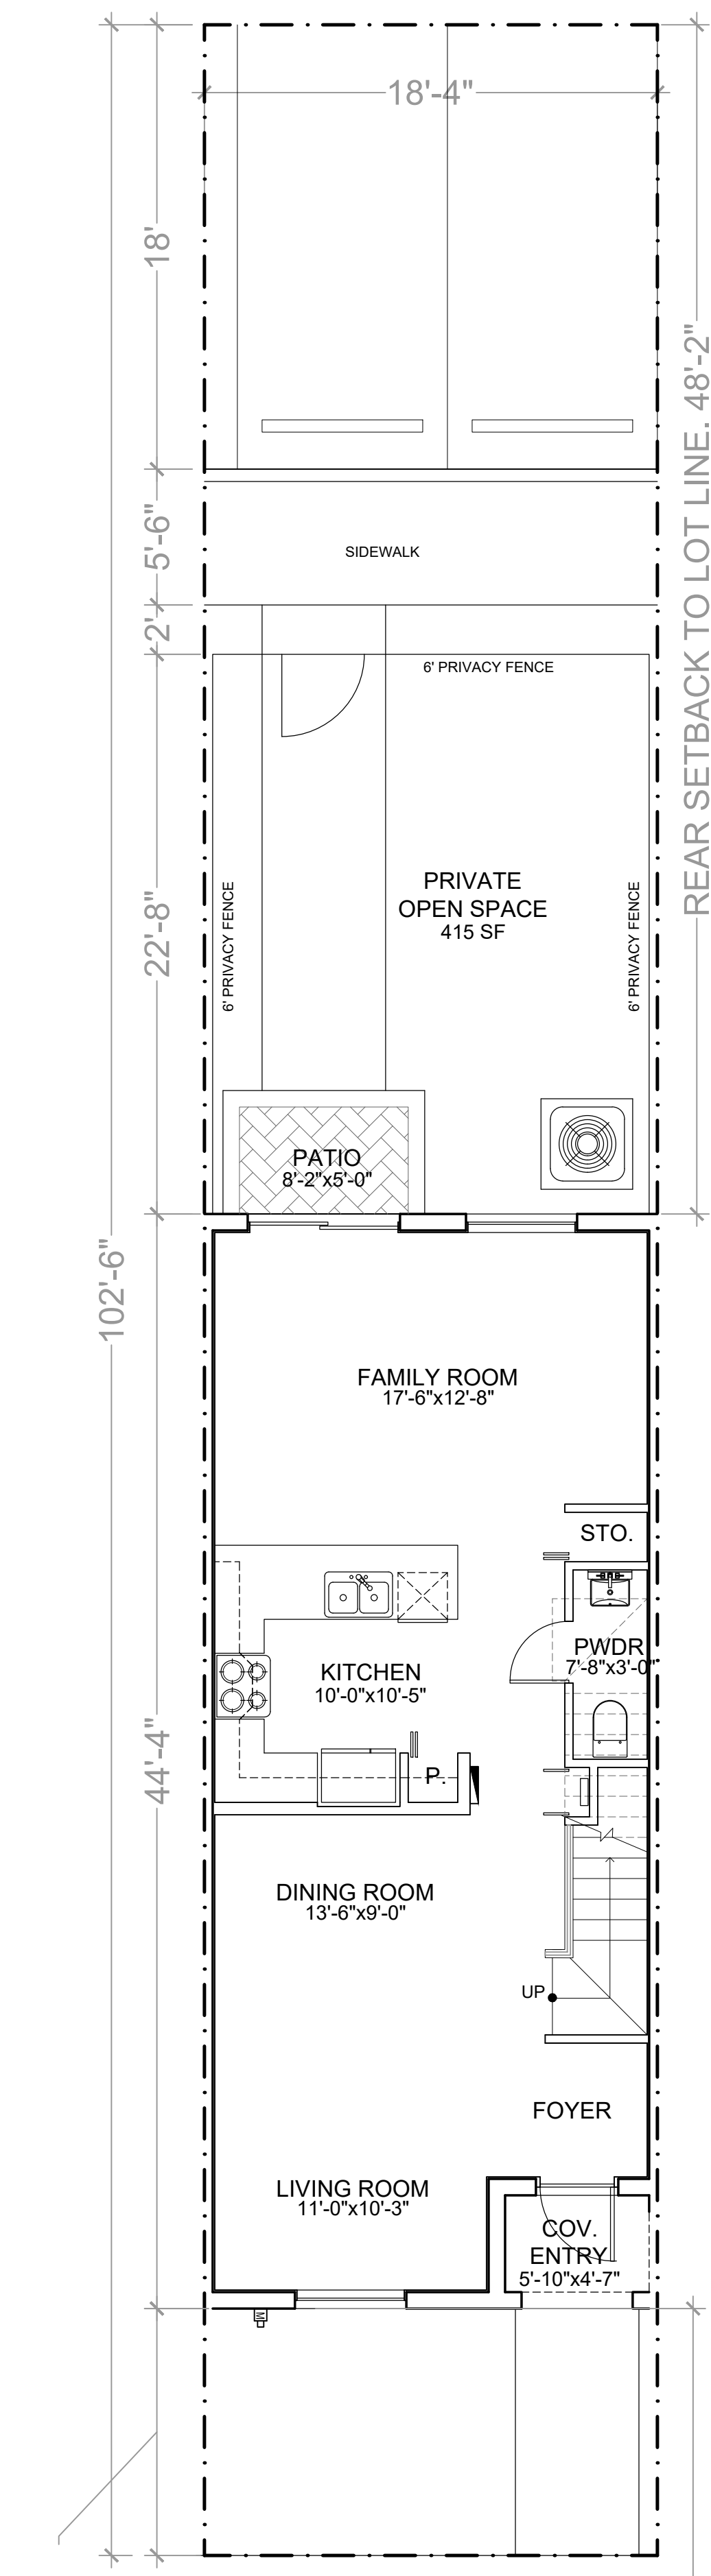 18'-4"
18'
REAR SETBACK TO LOT LINE. 48'-2"
5'-6"
SIDEWALK
2'
6' PRIVACY FENCE
22'-8"
6' PRIVACY FENCE
PRIVATE
OPEN SPACE
415 SF
6' PRIVACY FENCE
PATIO
8'-2"x5'-0"
102'-6"
FAMILY ROOM
17'-6"x12'-8"
STO.
PWDR
7'-8"x3'-0"
KITCHEN
10'-0"x10'-5"
P.
44'-4"
DINING ROOM
13'-6"x9'-0"
UP
FOYER
LIVING ROOM
11'-0"x10'-3"
COV.
ENTRY
5'-10"x4'-7"
M